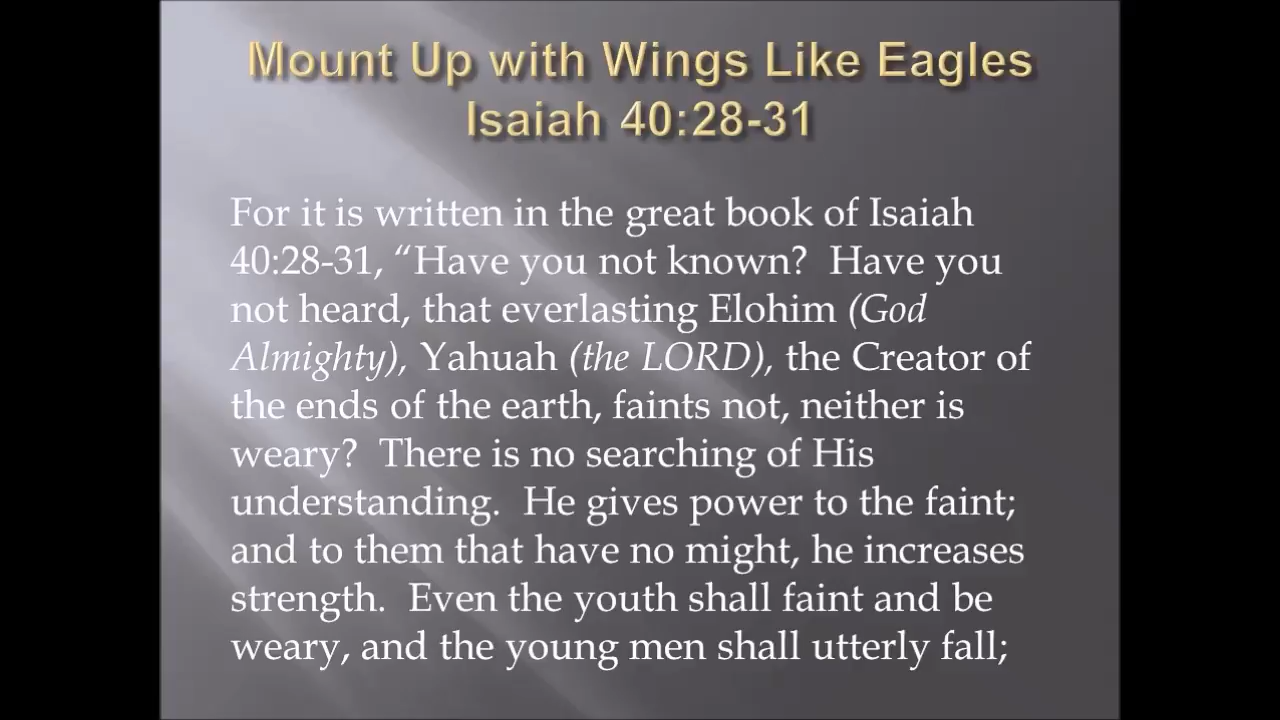 Mount Up with Wings Like Eagles
Isaiah 40:28-31
For it is written in the great book of Isaiah
40:28-31, “Have you not known?  Have you
not heard, that everlasting Elohim (God
Almighty), Yahuah (the LORD), the Creator of
the ends of the earth, faints not, neither is
weary?  There is no searching of His
understanding.  He gives power to the faint;
and to them that have no might, he increases
strength.  Even the youth shall faint and be
weary, and the young men shall utterly fall;